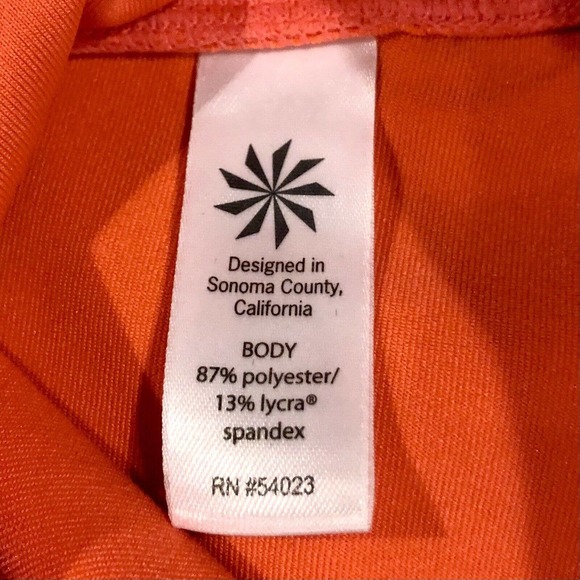 Designed in
Sonoma County,
California
BODY
87% polyester/
13% lycra®
spandex
RN #54023